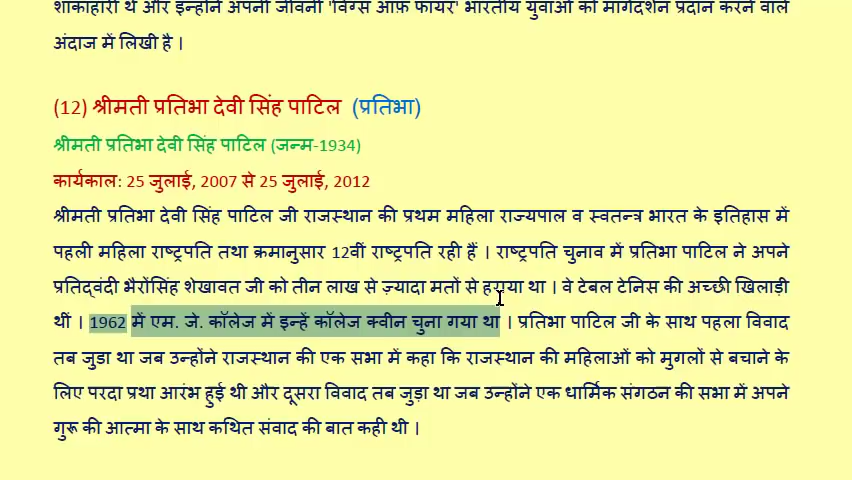 शाकाहारी थे और इन्होंने अपनी जीवनी 'विंग्स ऑफ़ फायर' भारतीय युवाओं को मार्गदर्शन प्रदान करने वाले
अंदाज में लिखी है ।
(12) श्रीमती प्रतिभा देवी सिंह पाटिल (प्रतिभा)
श्रीमती प्रतिभा देवी सिंह पाटिल (जन्म-1934)
कार्यकाल: 25 जुलाई, 2007 से 25 जुलाई, 2012
श्रीमती प्रतिभा देवी सिंह पाटिल जी राजस्थान की प्रथम महिला राज्यपाल व स्वतन्त्र भारत के इतिहास में
पहली महिला राष्ट्रपति तथा क्रमानुसार 12वीं राष्ट्रपति रही हैं । राष्ट्रपति चुनाव में प्रतिभा पाटिल ने अपने
प्रतिद्वंदी भैरोंसिंह शेखावत जी को तीन लाख से ज़्यादा मतों से हराया था । वे टेबल टेनिस की अच्छी खिलाड़ी
थीं । 1962 में एम. जे. कॉलेज में इन्हें कॉलेज क्वीन चुना गया था । प्रतिभा पाटिल जी के साथ पहला विवाद
तब जुडा था जब उन्होंने राजस्थान की एक सभा में कहा कि राजस्थान की महिलाओं को मुगलों से बचाने के
लिए परदा प्रथा आरंभ हुई थी और दूसरा विवाद तब जुड़ा था जब उन्होंने एक धार्मिक संगठन की सभा में अपने
गुरू की आत्मा के साथ कथित संवाद की बात कही थी ।